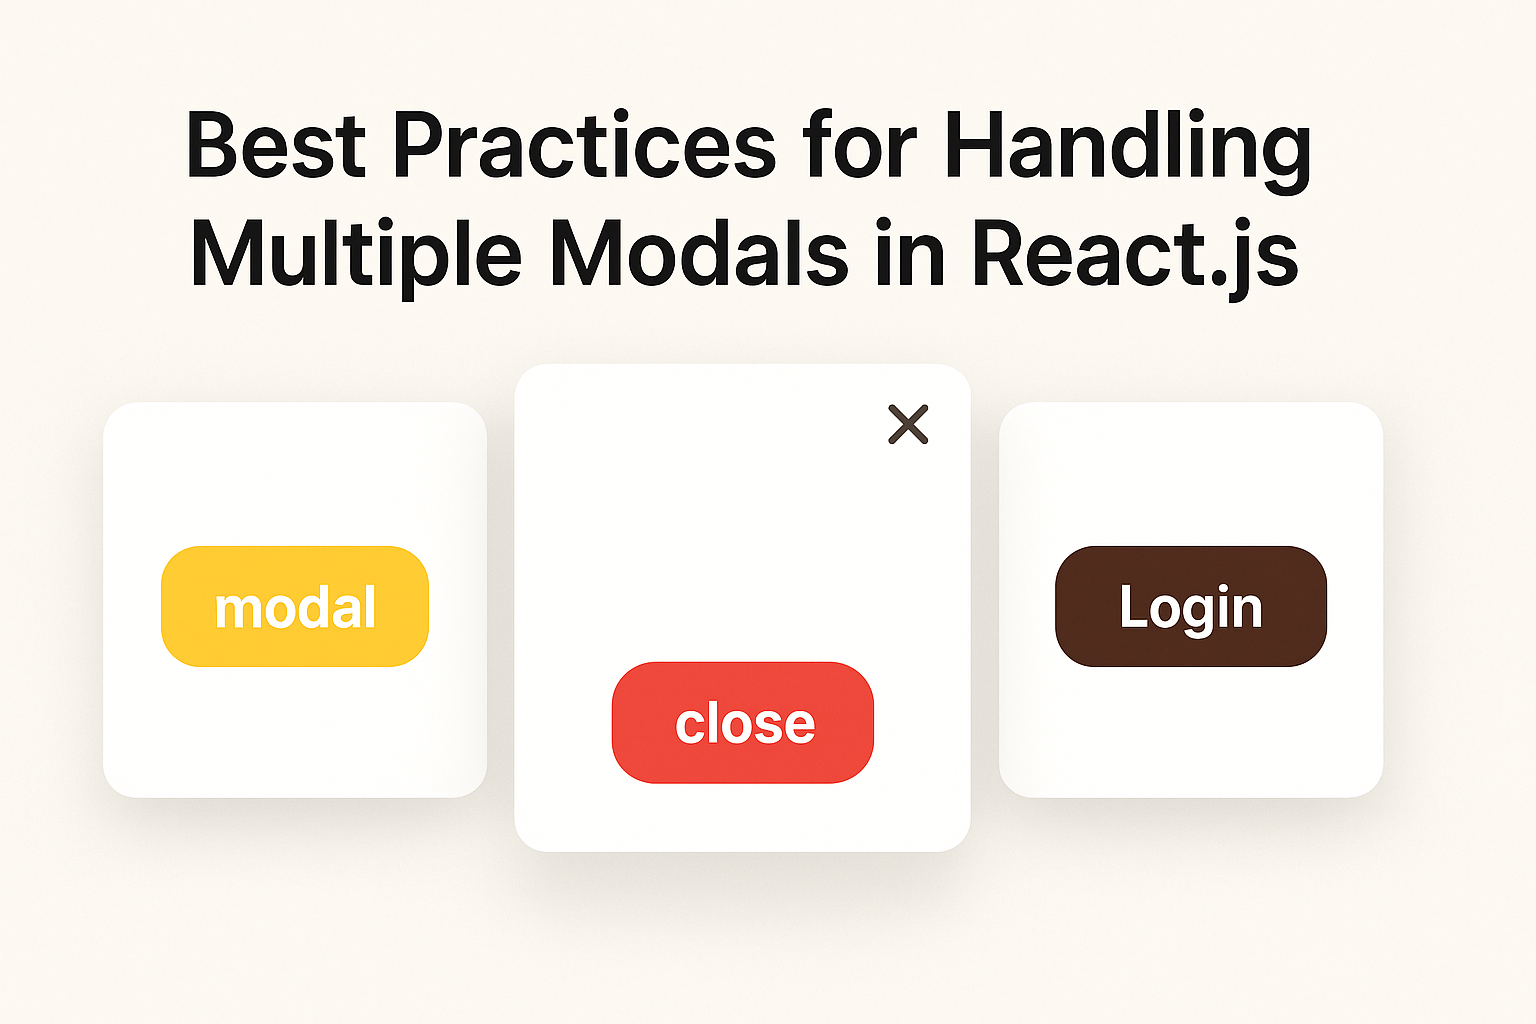 Best Practices for Handling
Multiple Modals in React.js
modal
close
Login